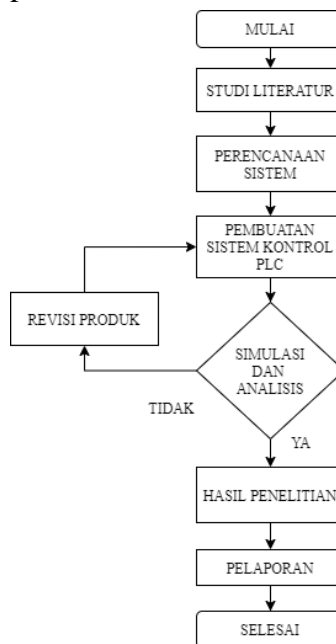 MULAI
STUDI LITERATUR
PERENCANAAN
SISTEM
PEMBUATAN
SISTEM KONTROL
PLC
REVISI PRODUK
SIMULASI
DAN
ANALISIS
TIDAK
YA
HASIL PENELITIAN
PELAPORAN
SELESAI